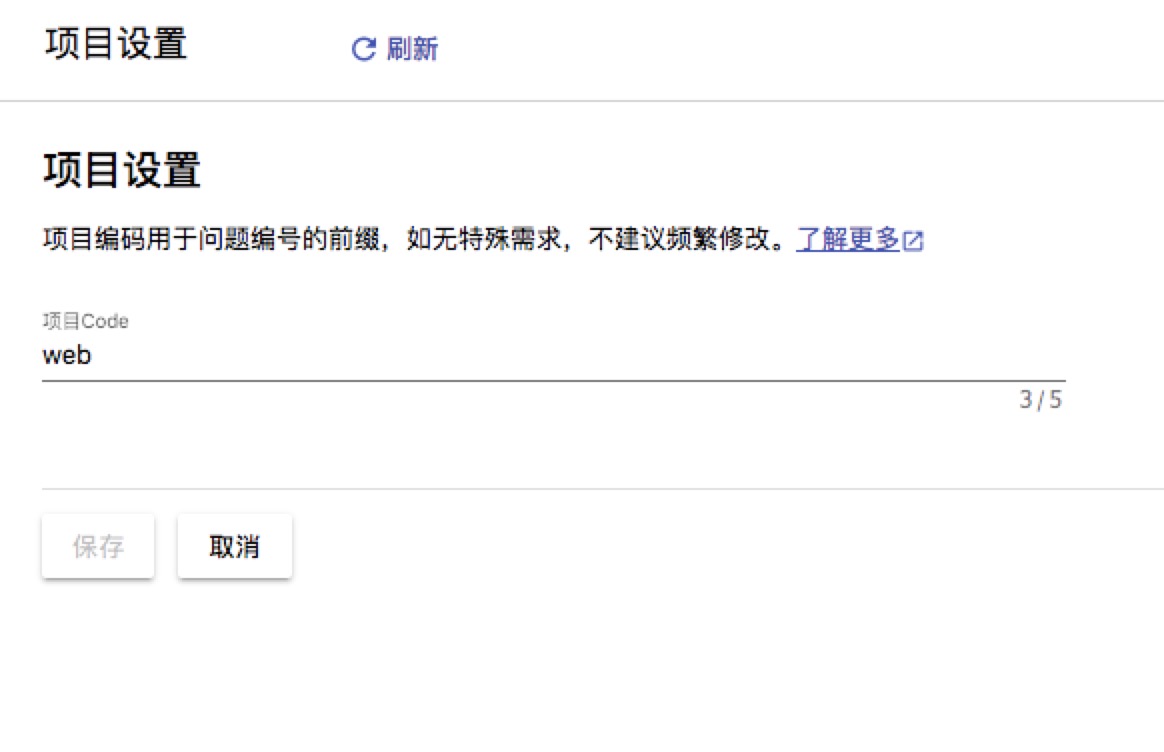 项目设置 刷新
项目设置
项目编码用于问题编号的前缀，如无特殊需求，不建议频繁修改。了解更多
项目Code
web
3/5
保存 取消